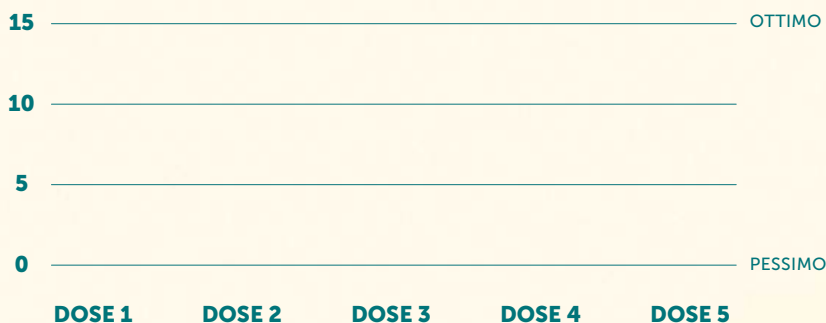 15 OTTIMO
10
5
0 PESSIMO
DOSE 1 DOSE 2 DOSE 3 DOSE 4 DOSE 5